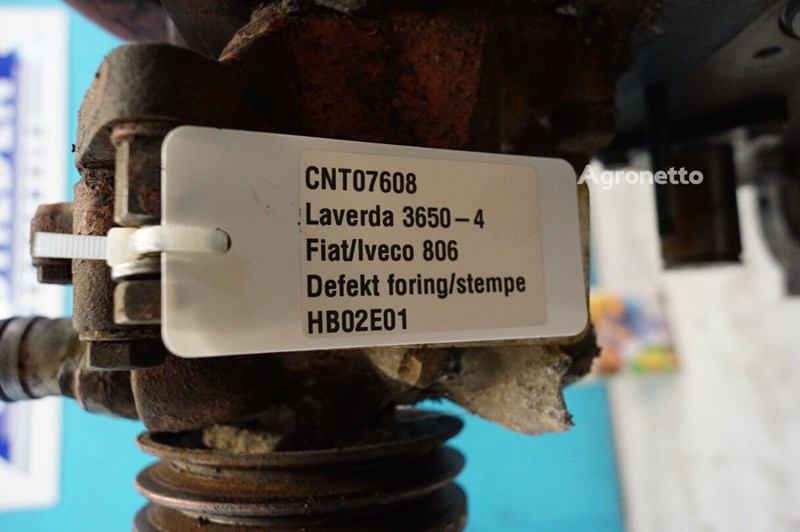 CNT07608
Laverda 3650-4
Fiat/Iveco 806
Defekt foring/stempe
HB02E01
Agronetto